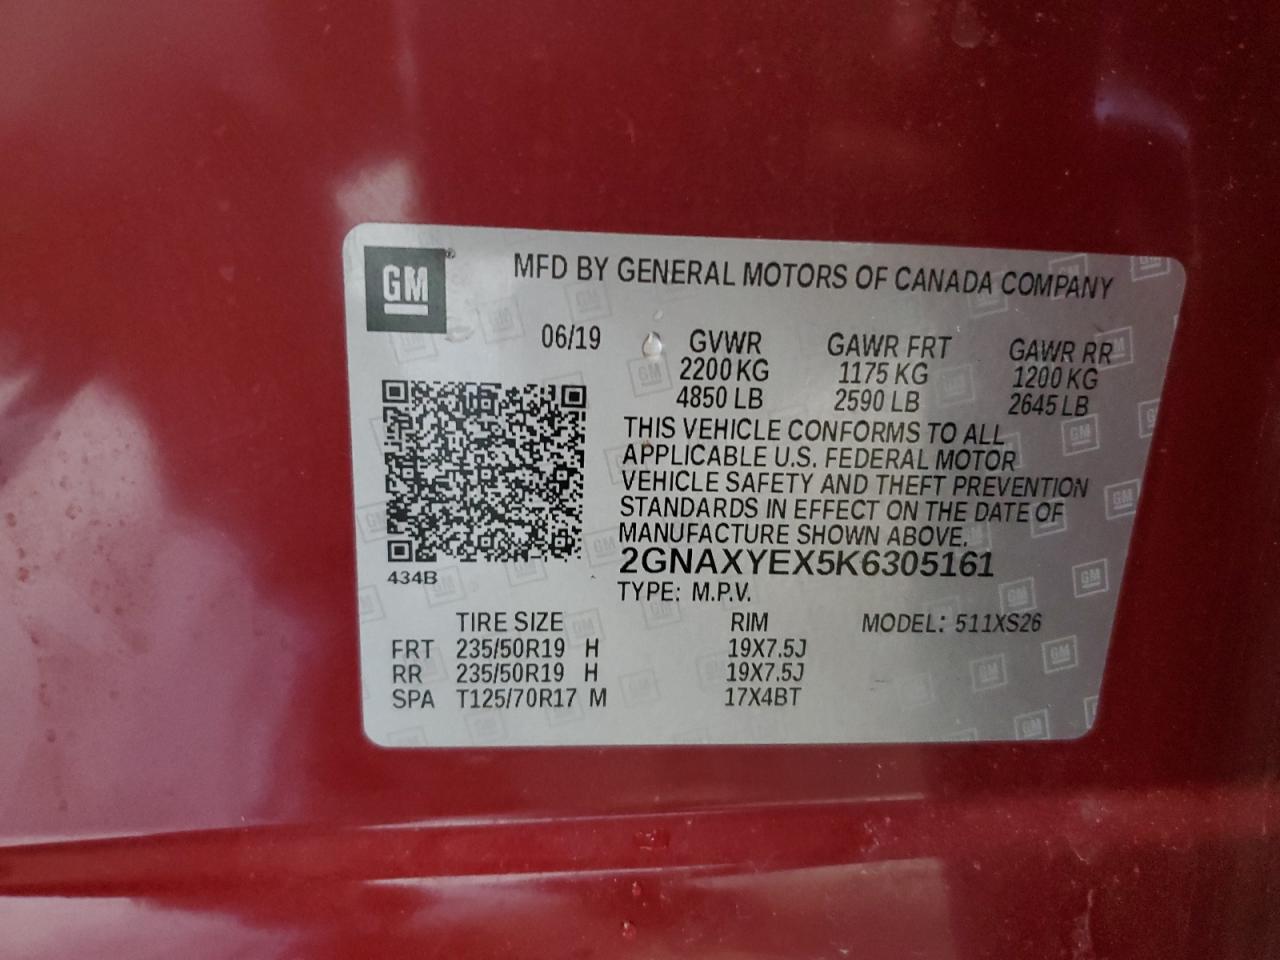 GM
MFD BY GENERAL MOTORS OF CANADA COMPANY
06/19 GVWR GAWR FRT GAWR RR
2200 KG 1175 KG 1200 KG
4850 LB 2590 LB 2645 LB
THIS VEHICLE CONFORMS TO ALL
APPLICABLE U.S. FEDERAL MOTOR
VEHICLE SAFETY AND THEFT PREVENTION
STANDARDS IN EFFECT ON THE DATE OF
MANUFACTURE SHOWN ABOVE.
2GNAXYEX5K6305161
434B
TYPE: M.P.V.
TIRE SIZE RIM MODEL: 511XS26
FRT 235/50R19 H 19X7.5J
RR 235/50R19 H 19X7.5J
SPA T125/70R17 M 17X4BT